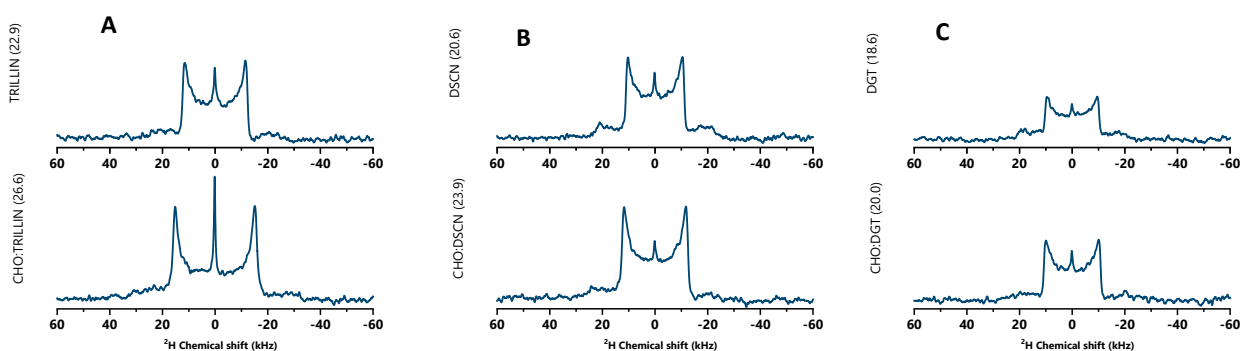 A
TRILLIN (22.9)
60 40 20 0 -20 -40 -60
CHO:TRILLIN (26.6)
60 40 20 0 -20 -40 -60
²H Chemical shift (kHz)
B
DSCN (20.6)
60 40 20 0 -20 -40 -60
CHO:DSCN (23.9)
60 40 20 0 -20 -40 -60
²H Chemical shift (kHz)
C
DGT (18.6)
60 40 20 0 -20 -40 -60
CHO:DGT (20.0)
60 40 20 0 -20 -40 -60
²H Chemical shift (kHz)